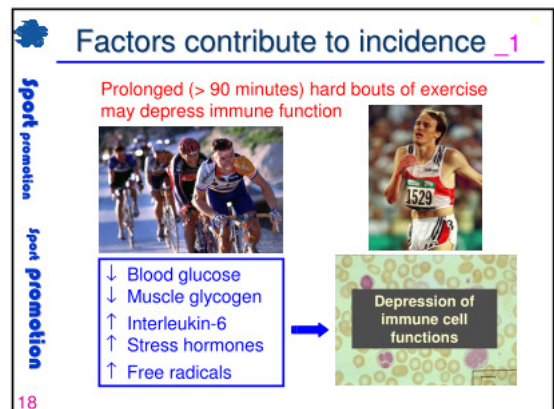 Factors contribute to incidence _1
Sport promotion
Sport promotion
Prolonged (> 90 minutes) hard bouts of exercise
may depress immune function
1529
↓ Blood glucose
↓ Muscle glycogen
↑ Interleukin-6
↑ Stress hormones
↑ Free radicals
Depression of
immune cell
functions
18